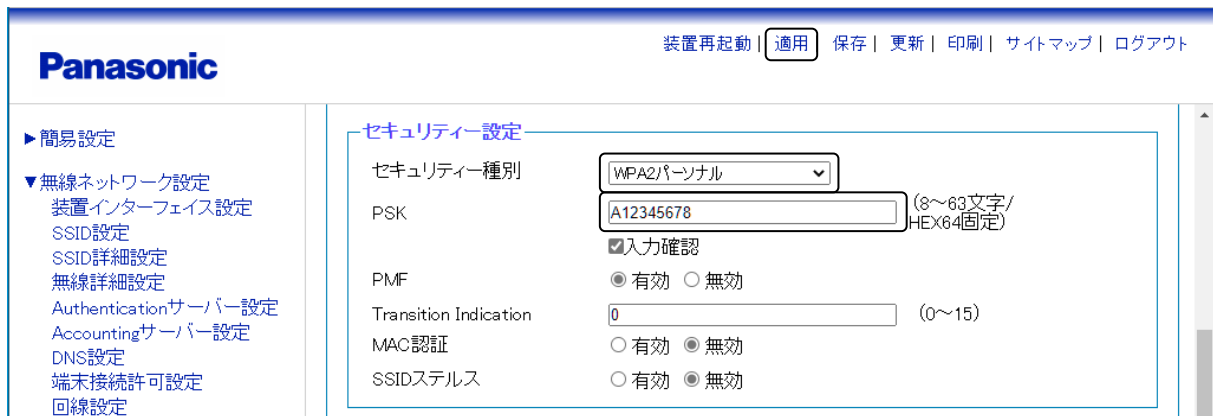 装置再起動| 適用 保存| 更新| 印刷| サイトマップ| ログアウト
Panasonic
▶簡易設定
▼無線ネットワーク設定
装置インターフェイス設定
SSID設定
SSID詳細設定
無線詳細設定
Authenticationサーバー設定
Accountingサーバー設定
DNS設定
端末接続許可設定
回線設定
セキュリティー設定
セキュリティー種別 WPA2パーソナル
PSK A12345678 (8～63文字/
HEX64固定)
入力確認
PMF 有効 無効
Transition Indication 0 (0～15)
MAC認証 有効 無効
SSIDステルス 有効 無効